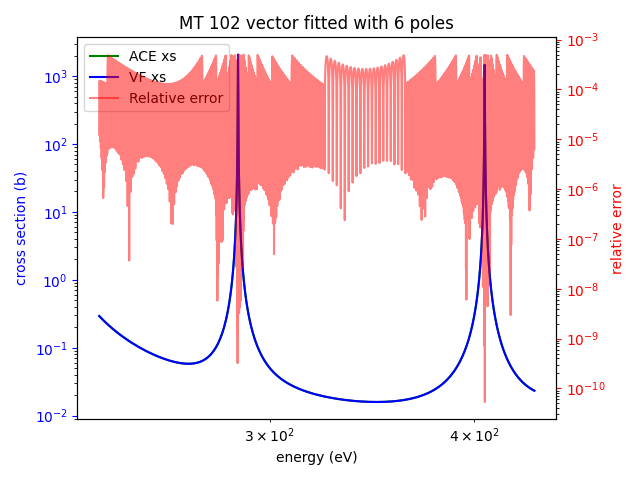 MT 102 vector fitted with 6 poles
ACE xs
VF xs
Relative error
cross section (b)
10³
10²
10¹
10⁰
10⁻¹
10⁻²
10⁻³
10⁻⁴
10⁻⁵
10⁻⁶
10⁻⁷
10⁻⁸
10⁻⁹
10⁻¹⁰
relative error
3 × 10²
4 × 10²
energy (eV)